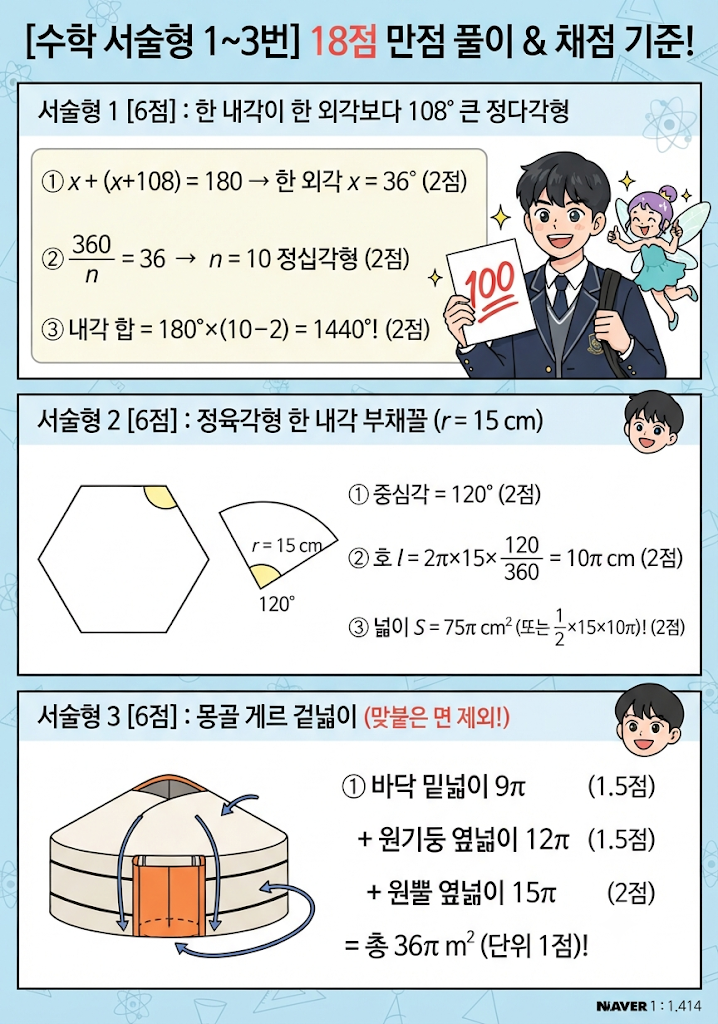 [수학 서술형 1~3번] 18점 만점 풀이 & 채점 기준!
서술형 1 [6점] : 한 내각이 한 외각보다 108° 큰 정다각형
① x + (x+108) = 180 → 한 외각 x = 36° (2점)
② 360/n = 36 → n = 10 정십각형 (2점)
③ 내각 합 = 180°×(10−2) = 1440°! (2점)
100
서술형 2 [6점] : 정육각형 한 내각 부채꼴 (r = 15 cm)
r = 15 cm
120°
① 중심각 = 120° (2점)
② 호 l = 2π×15×120/360 = 10π cm (2점)
③ 넓이 S = 75π cm² (또는 1/2×15×10π)! (2점)
서술형 3 [6점] : 몽골 게르 겉넓이 (맞붙은 면 제외!)
① 바닥 밑넓이 9π (1.5점)
+ 원기둥 옆넓이 12π (1.5점)
+ 원뿔 옆넓이 15π (2점)
= 총 36π m² (단위 1점)!
NAVER 1 : 1.414